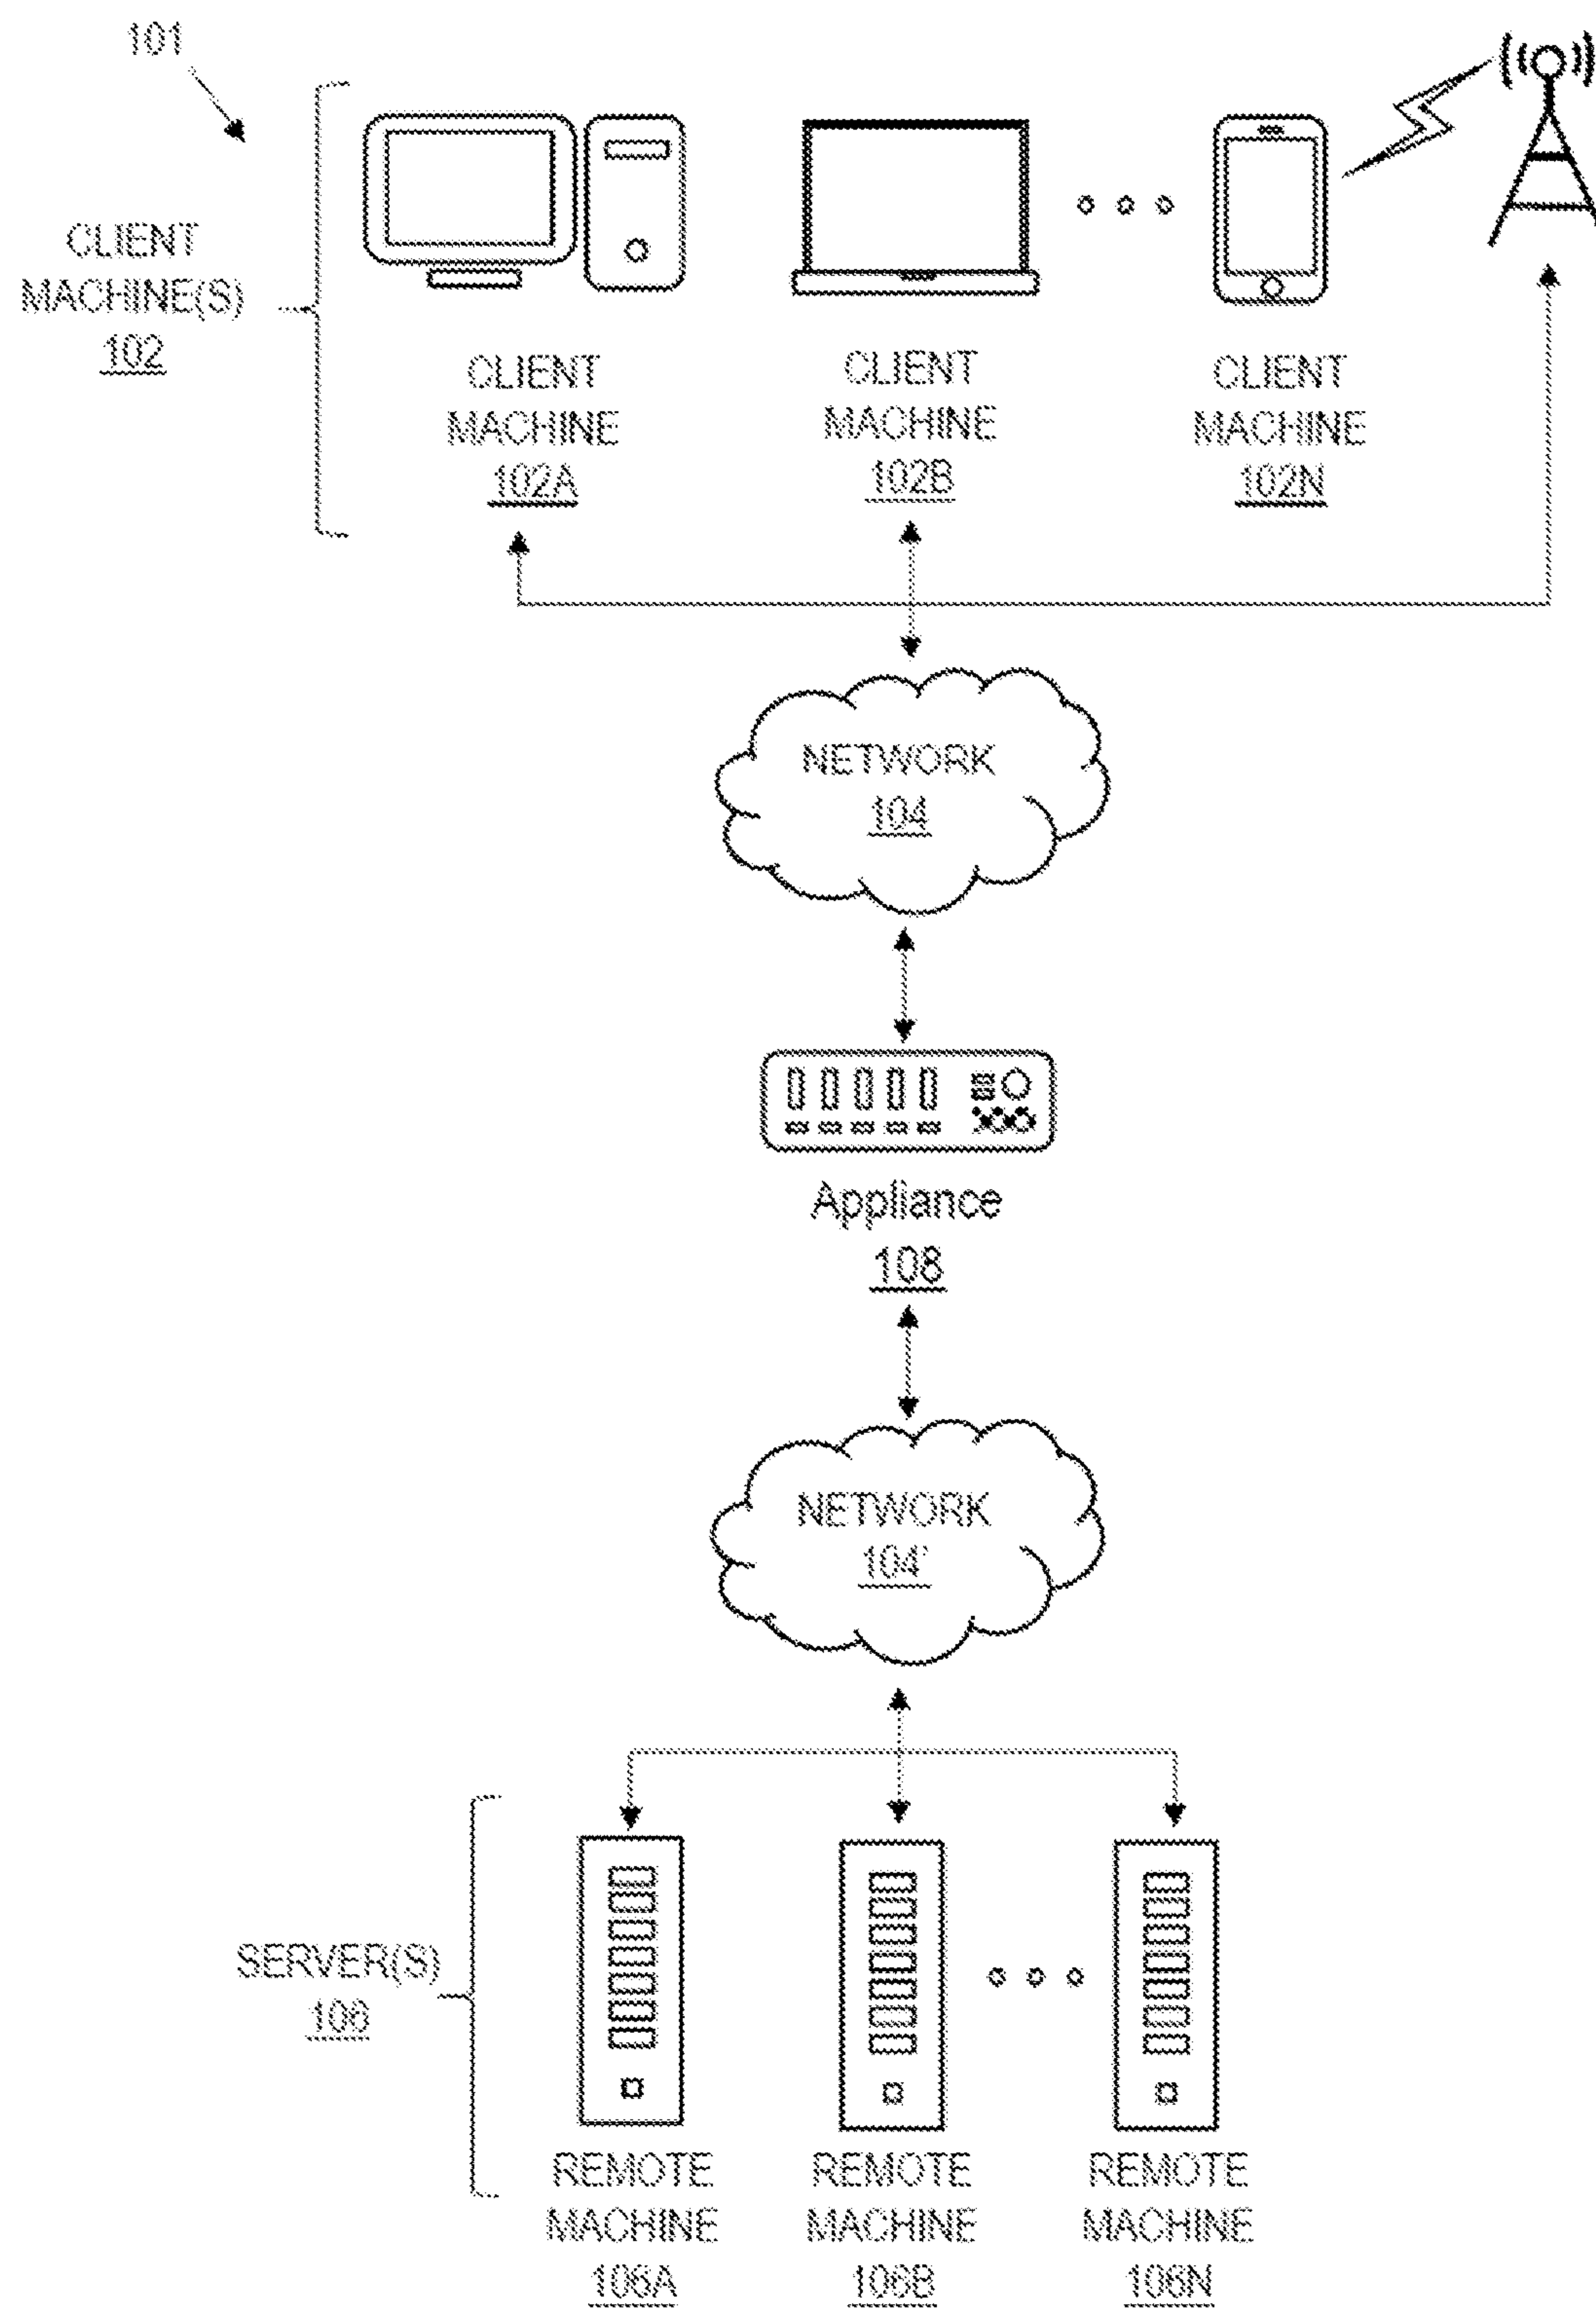 101
CLIENT
MACHINE(S)
102
CLIENT
MACHINE
102A
CLIENT
MACHINE
102B
CLIENT
MACHINE
102N
NETWORK
104
Appliance
108
NETWORK
104'
SERVER(S)
106
REMOTE
MACHINE
106A
REMOTE
MACHINE
106B
REMOTE
MACHINE
106N